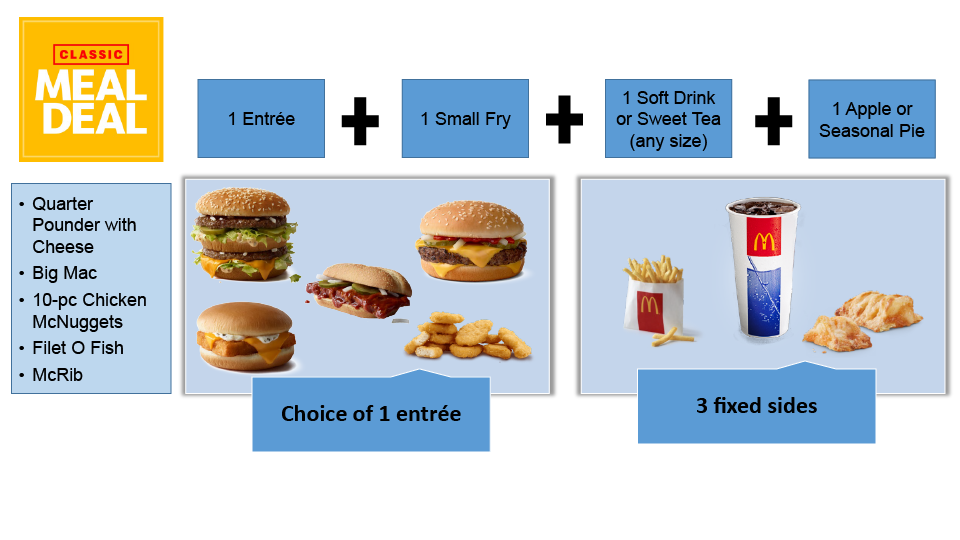 CLASSIC
MEAL
DEAL
1 Entrée
1 Small Fry
1 Soft Drink
or Sweet Tea
(any size)
1 Apple or
Seasonal Pie
• Quarter
Pounder with
Cheese
• Big Mac
• 10-pc Chicken
McNuggets
• Filet O Fish
• McRib
Choice of 1 entrée
3 fixed sides